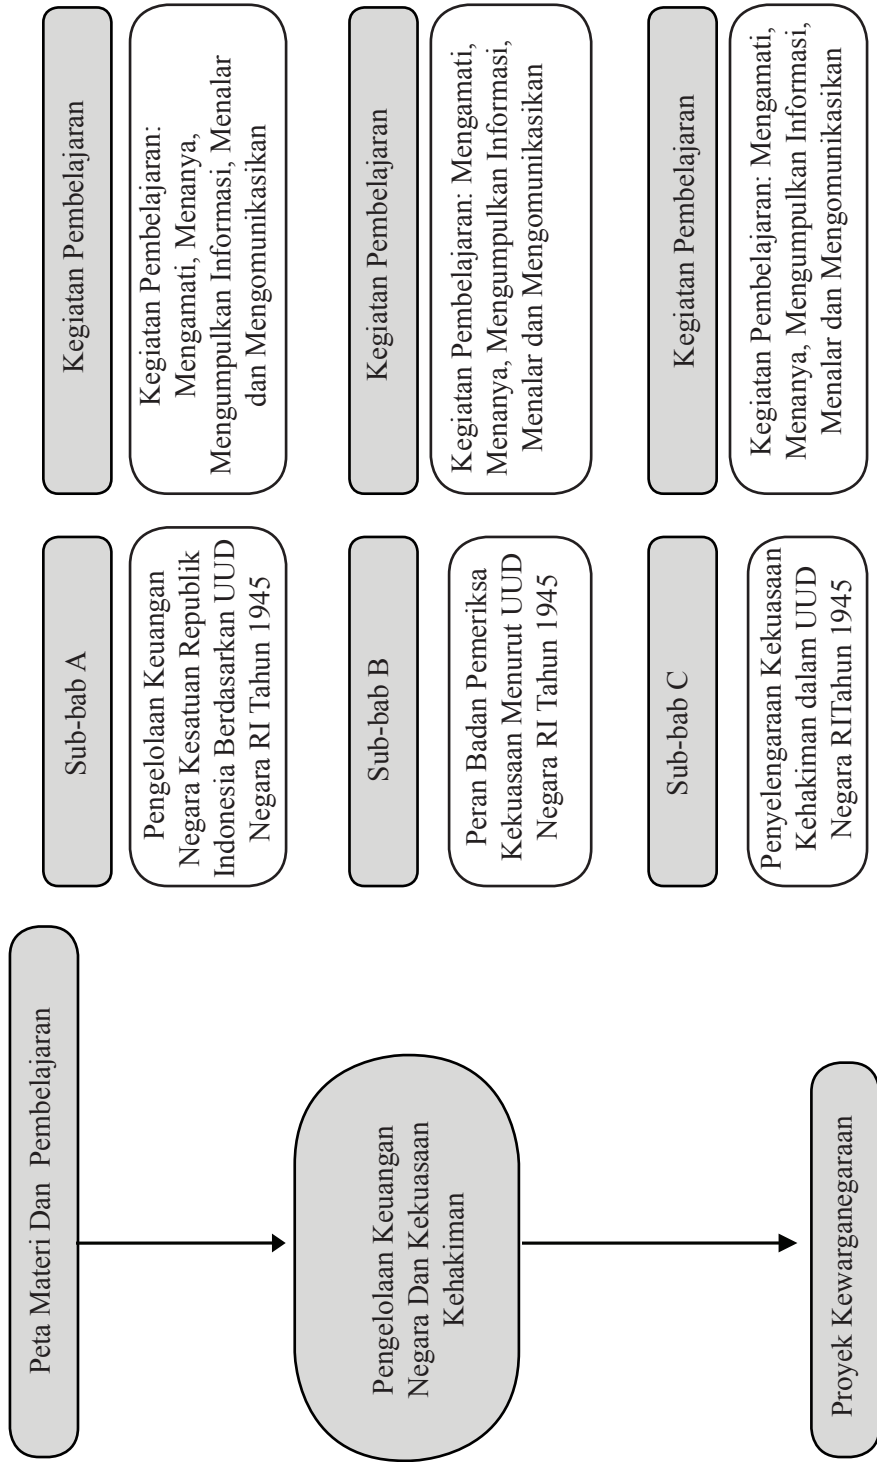 Peta Materi Dan Pembelajaran
Pengelolaan Keuangan
Negara Dan Kekuasaan
Kehakiman
Proyek Kewarganegaraan
Sub-bab A
Pengelolaan Keuangan
Negara Kesatuan Republik
Indonesia Berdasarkan UUD
Negara RI Tahun 1945
Kegiatan Pembelajaran
Kegiatan Pembelajaran:
Mengamati, Menanya,
Mengumpulkan Informasi, Menalar
dan Mengomunikasikan
Sub-bab B
Peran Badan Pemeriksa
Kekuasaan Menurut UUD
Negara RI Tahun 1945
Kegiatan Pembelajaran
Kegiatan Pembelajaran: Mengamati,
Menanya, Mengumpulkan Informasi,
Menalar dan Mengomunikasikan
Sub-bab C
Penyelengaraan Kekuasaan
Kehakiman dalam UUD
Negara RITahun 1945
Kegiatan Pembelajaran
Kegiatan Pembelajaran: Mengamati,
Menanya, Mengumpulkan Informasi,
Menalar dan Mengomunikasikan